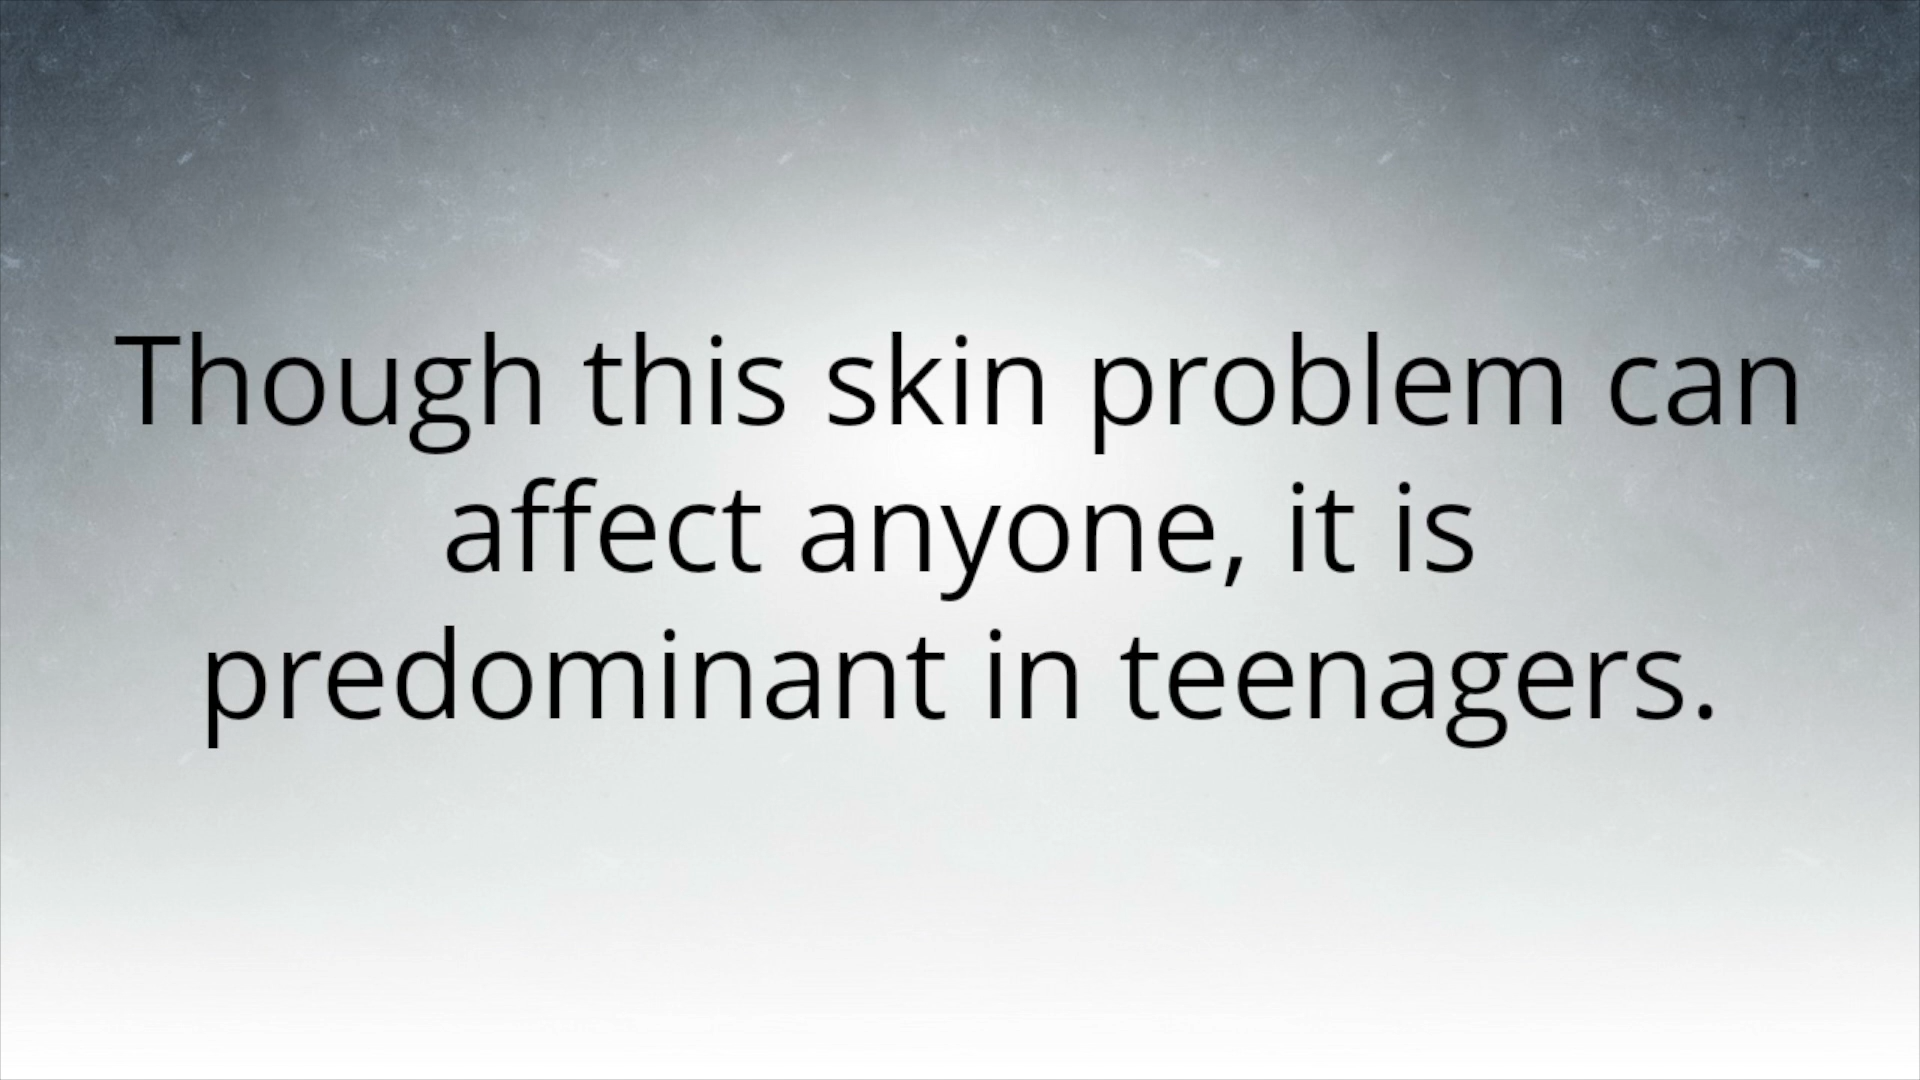 Though this skin problem can
affect anyone, it is
predominant in teenagers.